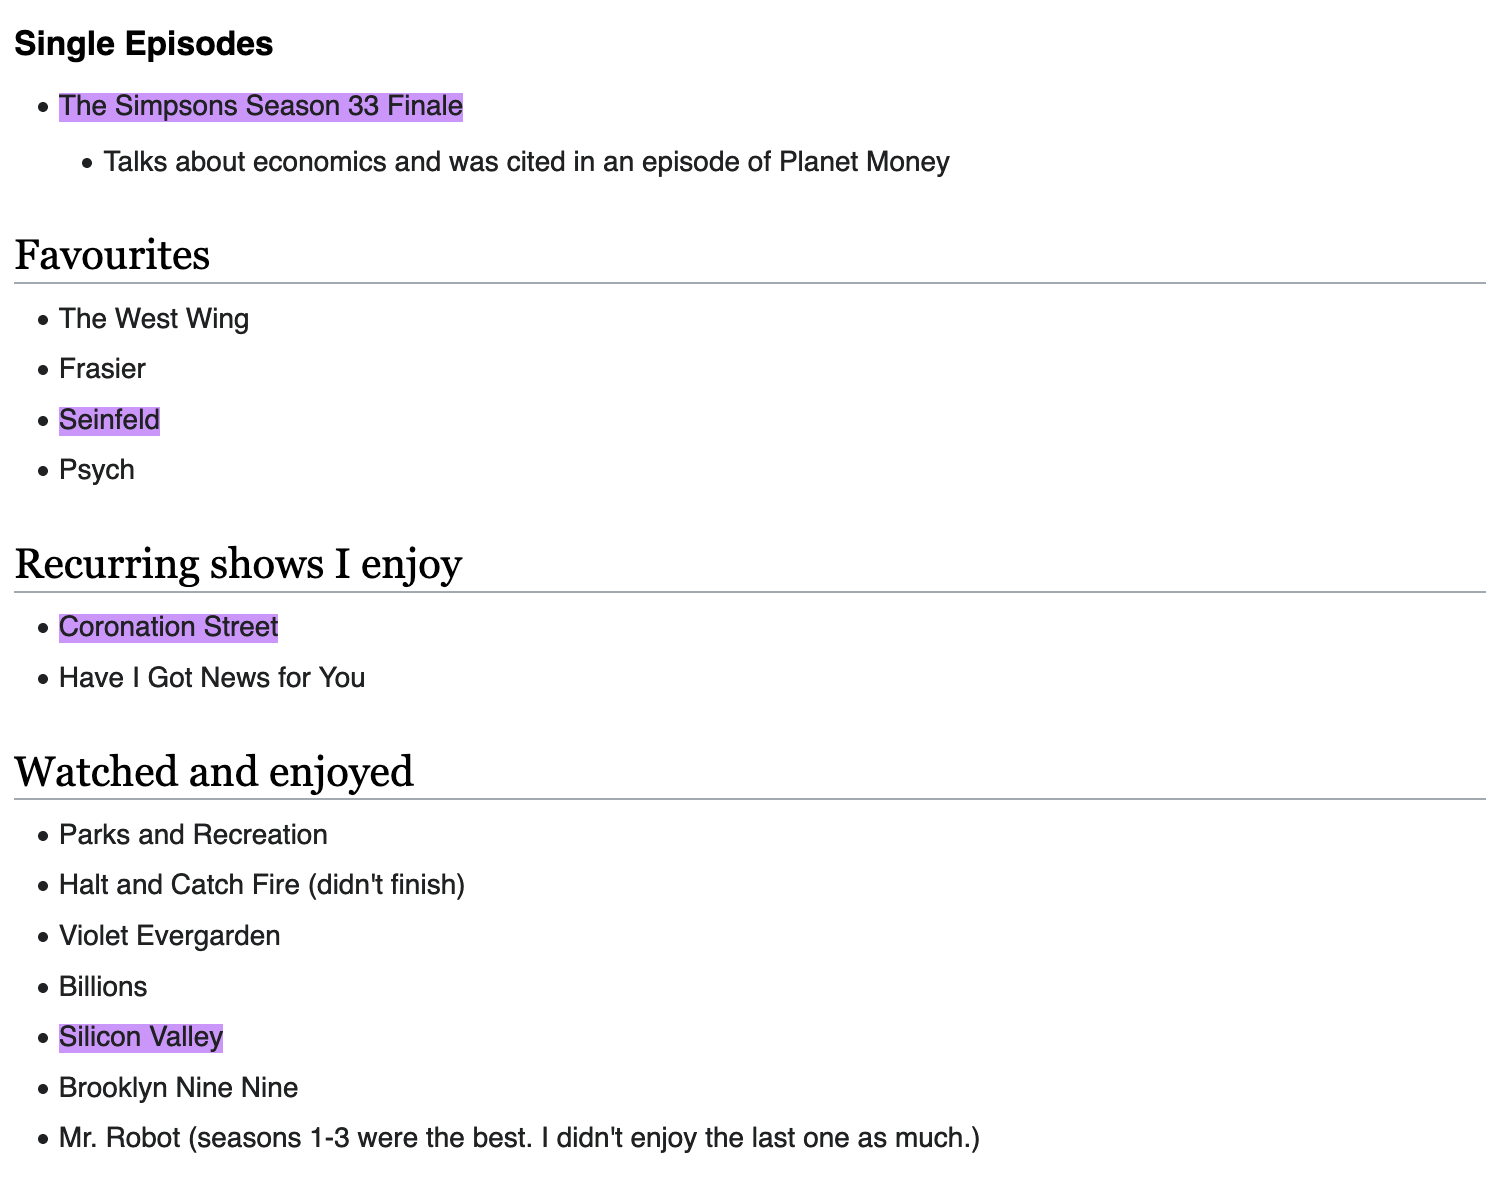 Single Episodes
The Simpsons Season 33 Finale
Talks about economics and was cited in an episode of Planet Money
Favourites
The West Wing
Frasier
Seinfeld
Psych
Recurring shows I enjoy
Coronation Street
Have I Got News for You
Watched and enjoyed
Parks and Recreation
Halt and Catch Fire (didn't finish)
Violet Evergarden
Billions
Silicon Valley
Brooklyn Nine Nine
Mr. Robot (seasons 1-3 were the best. I didn't enjoy the last one as much.)